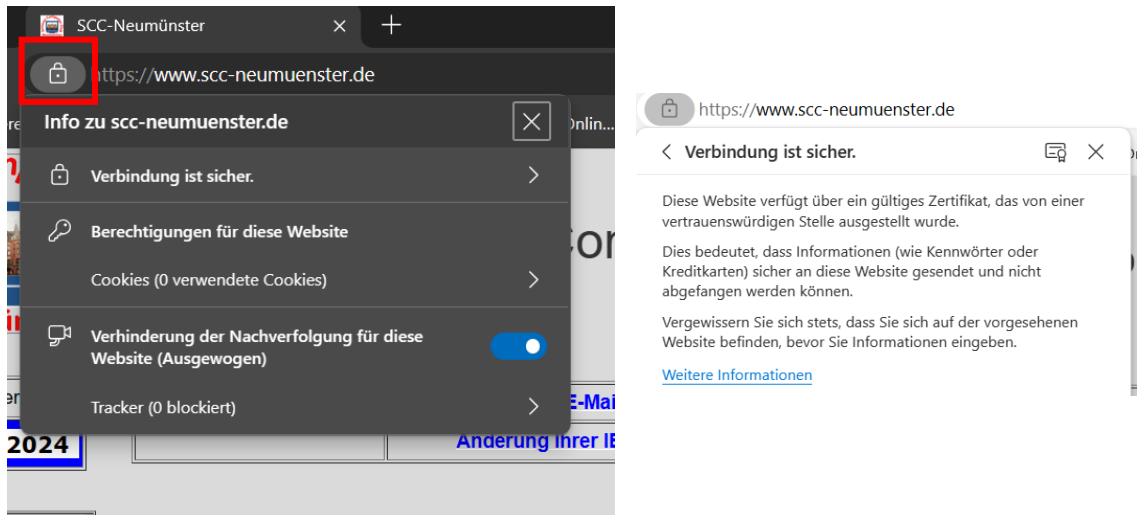 SCC-Neumünster
https://www.scc-neumuenster.de
Info zu scc-neumuenster.de
Onlin...
Verbindung ist sicher.
Berechtigungen für diese Website
Cookies (0 verwendete Cookies)
Verhinderung der Nachverfolgung für diese
Website (Ausgewogen)
Tracker (0 blockiert)
E-Mai
2024
Änderung Ihrer IB
https://www.scc-neumuenster.de
Verbindung ist sicher.
Diese Website verfügt über ein gültiges Zertifikat, das von einer
vertrauenswürdigen Stelle ausgestellt wurde.
Dies bedeutet, dass Informationen (wie Kennwörter oder
Kreditkarten) sicher an diese Website gesendet und nicht
abgefangen werden können.
Vergewissern Sie sich stets, dass Sie sich auf der vorgesehenen
Website befinden, bevor Sie Informationen eingeben.
Weitere Informationen